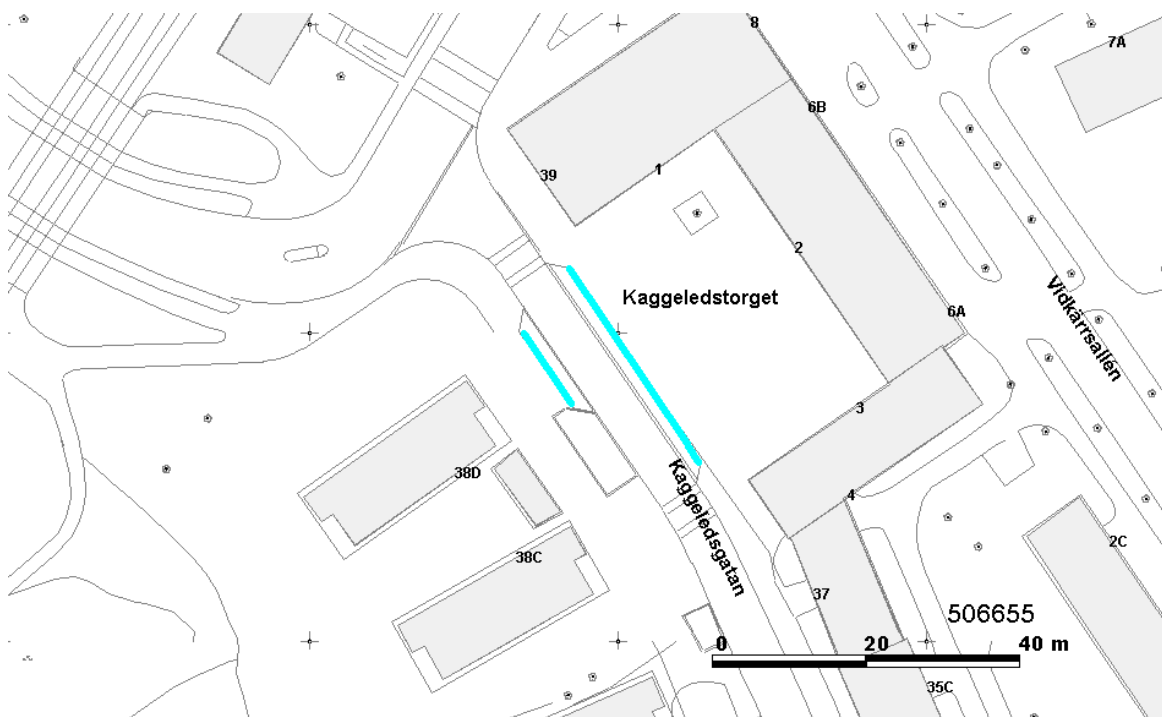 8
7A
6B
1
39
2
Kaggeledstorget
Vidkärrsallén
6A
3
38D
Kaggeledsgatan
4
38C
2C
37
506655
0 20 40 m
35C